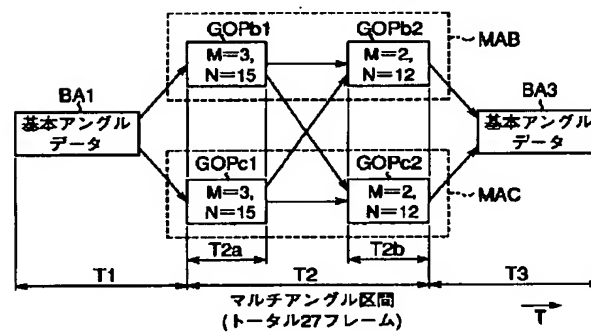 GOPb1
GOPb2
MAB
M=3,
N=15
M=2,
N=12
BA1
基本アングル
データ
BA3
基本アングル
データ
GOPc1
GOPc2
M=3,
N=15
M=2,
N=12
MAC
T2a
T2b
T1
T2
T3
マルチアングル区間
(トータル27フレーム)
T